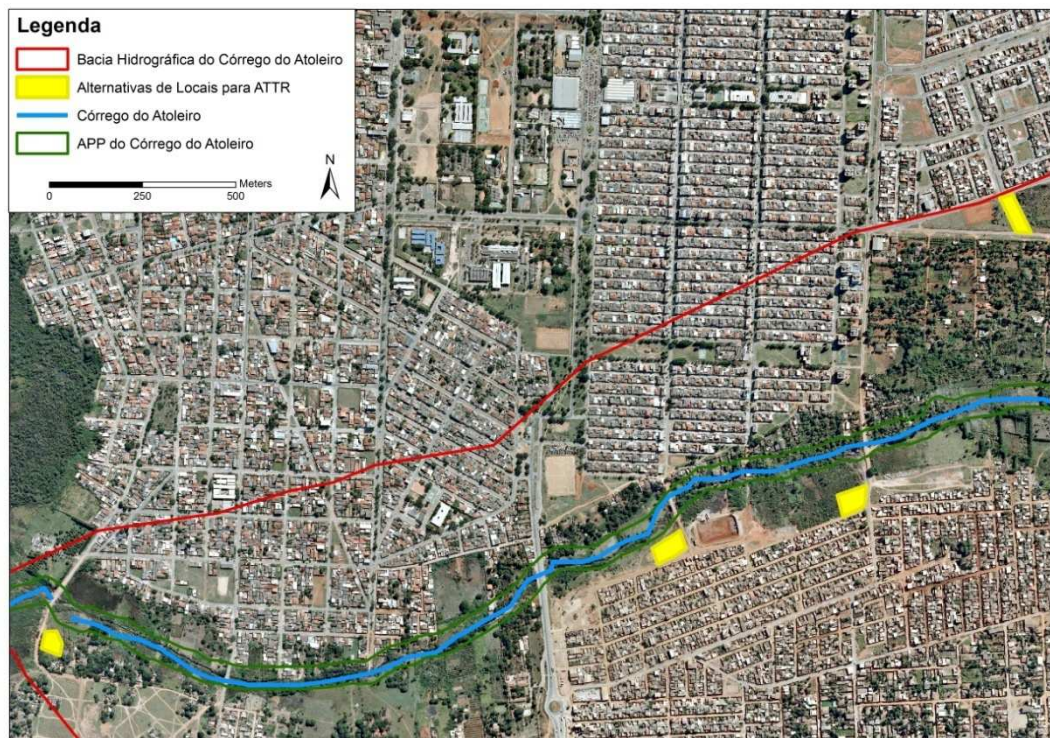 Legenda
Bacia Hidrográfica do Córrego do Atoleiro
Alternativas de Locais para ATTR
Córrego do Atoleiro
APP do Córrego do Atoleiro
N
Meters
0 250 500